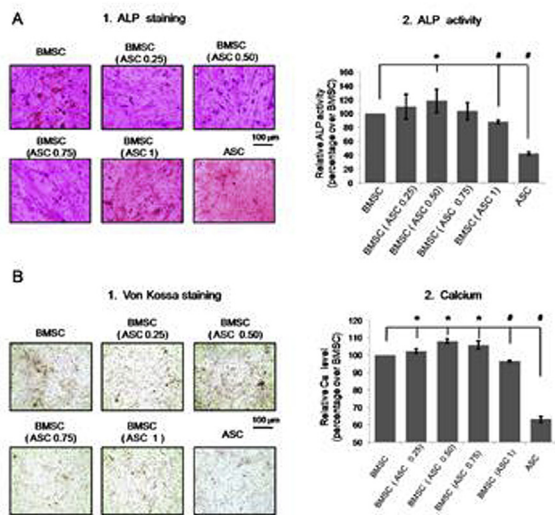 A
1. ALP staining
BMSC
BMSC
(ASC 0.25)
BMSC
(ASC 0.50)
BMSC
(ASC 0.75)
BMSC
(ASC 1)
ASC
100 μm
2. ALP activity
Relative ALP activity
(percentage over BMSC)
160
140
120
100
80
60
40
20
0
*
#
#
BMSC
BMSC ( ASC 0.25)
BMSC ( ASC 0.50)
BMSC ( ASC 0.75)
BMSC ( ASC 1)
ASC
B
1. Von Kossa staining
BMSC
BMSC
(ASC 0.25)
BMSC
(ASC 0.50)
BMSC
(ASC 0.75)
BMSC
(ASC 1 )
ASC
100 μm
2. Calcium
Relative Ca level
(percentage over BMSC)
120
110
100
90
80
70
60
50
*
*
*
#
#
BMSC
BMSC ( ASC 0.25)
BMSC ( ASC 0.50)
BMSC (ASC 0.75)
BMSC (ASC 1)
ASC